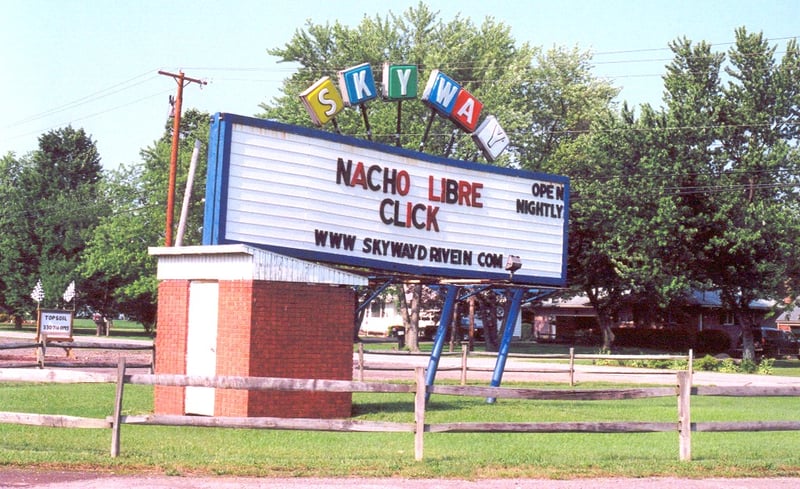 SKYWAY
NACHO LIBRE
CLICK
OPEN
NIGHTLY
WWW SKYWAYDRIVEIN COM
TOPSOIL